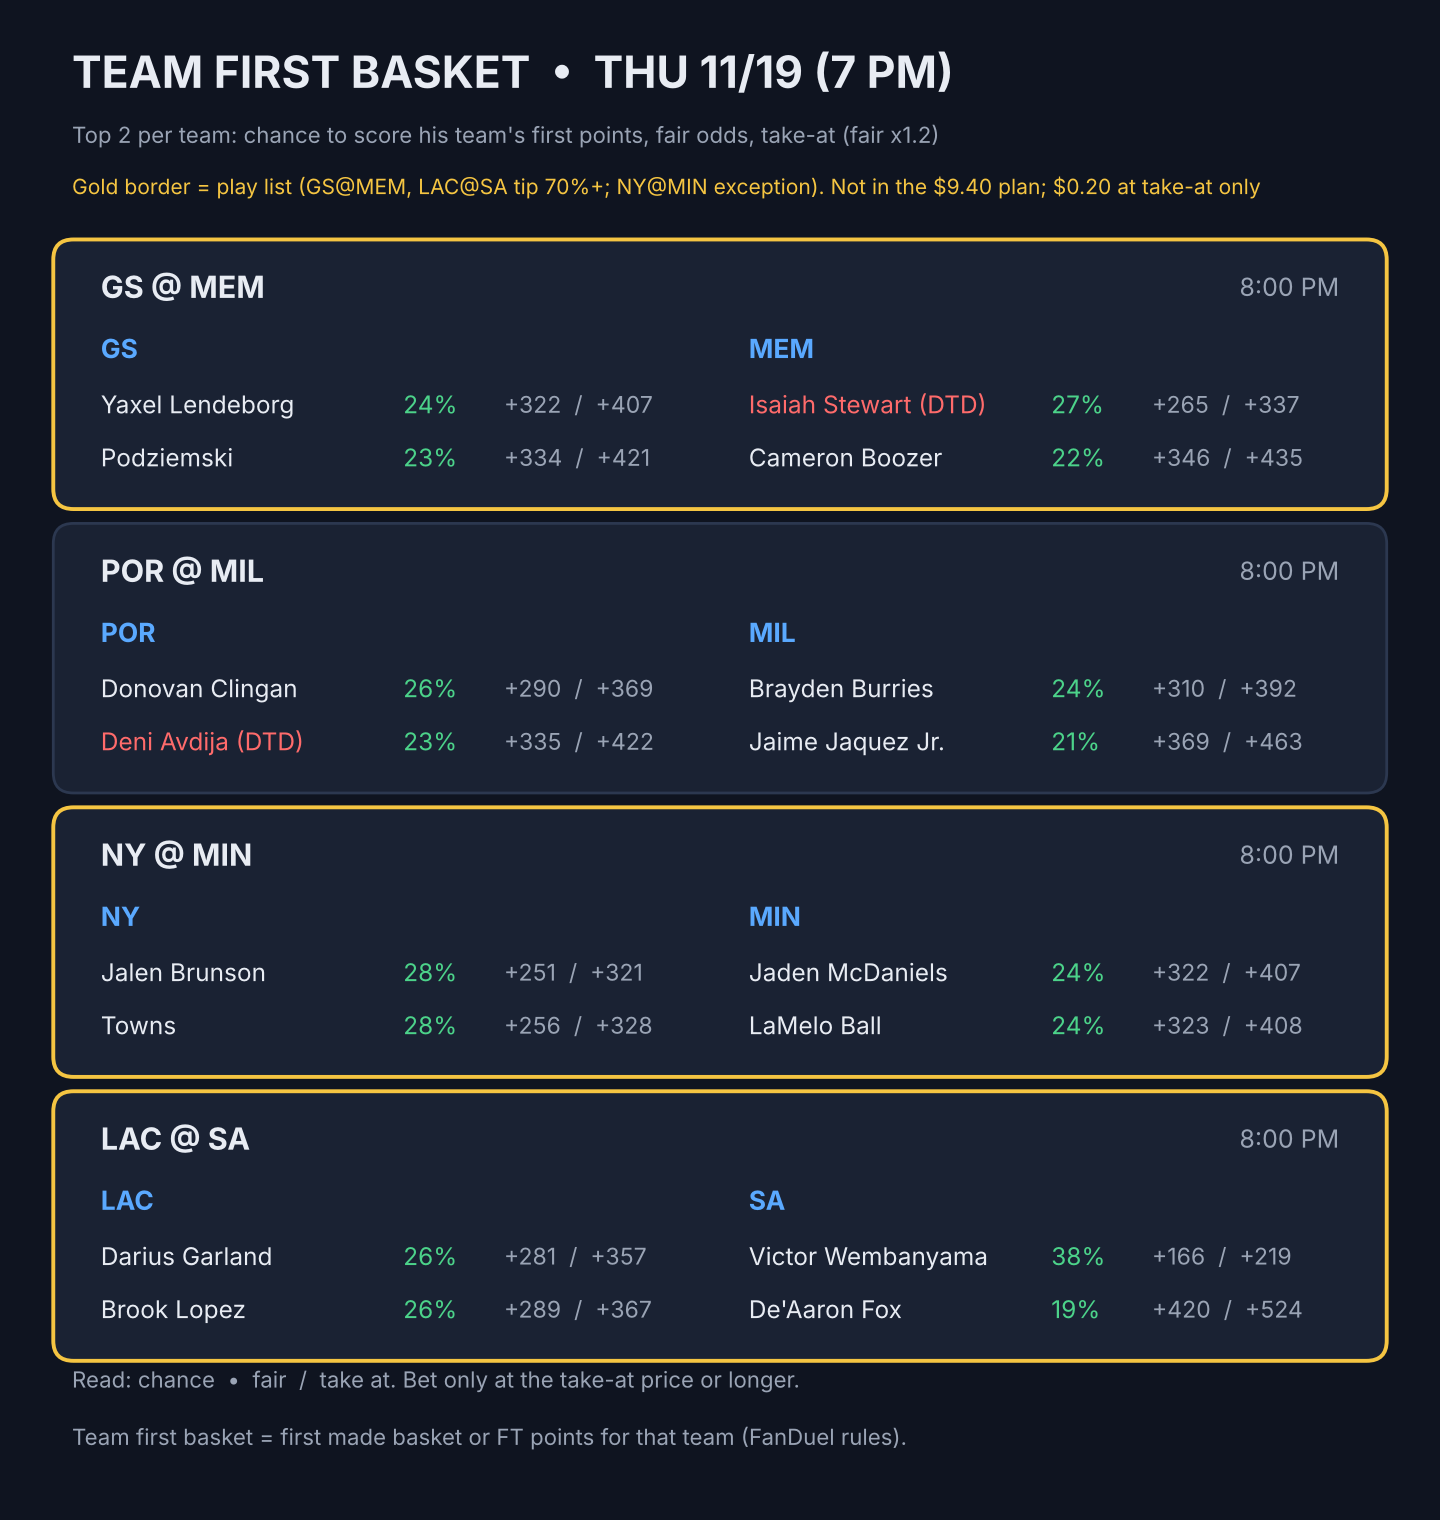 TEAM FIRST BASKET • THU 11/19 (7 PM)
Top 2 per team: chance to score his team's first points, fair odds, take-at (fair x1.2)
Gold border = play list (GS@MEM, LAC@SA tip 70%+; NY@MIN exception). Not in the $9.40 plan; $0.20 at take-at only
GS @ MEM 8:00 PM
GS MEM
Yaxel Lendeborg 24% +322 / +407 Isaiah Stewart (DTD) 27% +265 / +337
Podziemski 23% +334 / +421 Cameron Boozer 22% +346 / +435
POR @ MIL 8:00 PM
POR MIL
Donovan Clingan 26% +290 / +369 Brayden Burries 24% +310 / +392
Deni Avdija (DTD) 23% +335 / +422 Jaime Jaquez Jr. 21% +369 / +463
NY @ MIN 8:00 PM
NY MIN
Jalen Brunson 28% +251 / +321 Jaden McDaniels 24% +322 / +407
Towns 28% +256 / +328 LaMelo Ball 24% +323 / +408
LAC @ SA 8:00 PM
LAC SA
Darius Garland 26% +281 / +357 Victor Wembanyama 38% +166 / +219
Brook Lopez 26% +289 / +367 De'Aaron Fox 19% +420 / +524
Read: chance • fair / take at. Bet only at the take-at price or longer.
Team first basket = first made basket or FT points for that team (FanDuel rules).